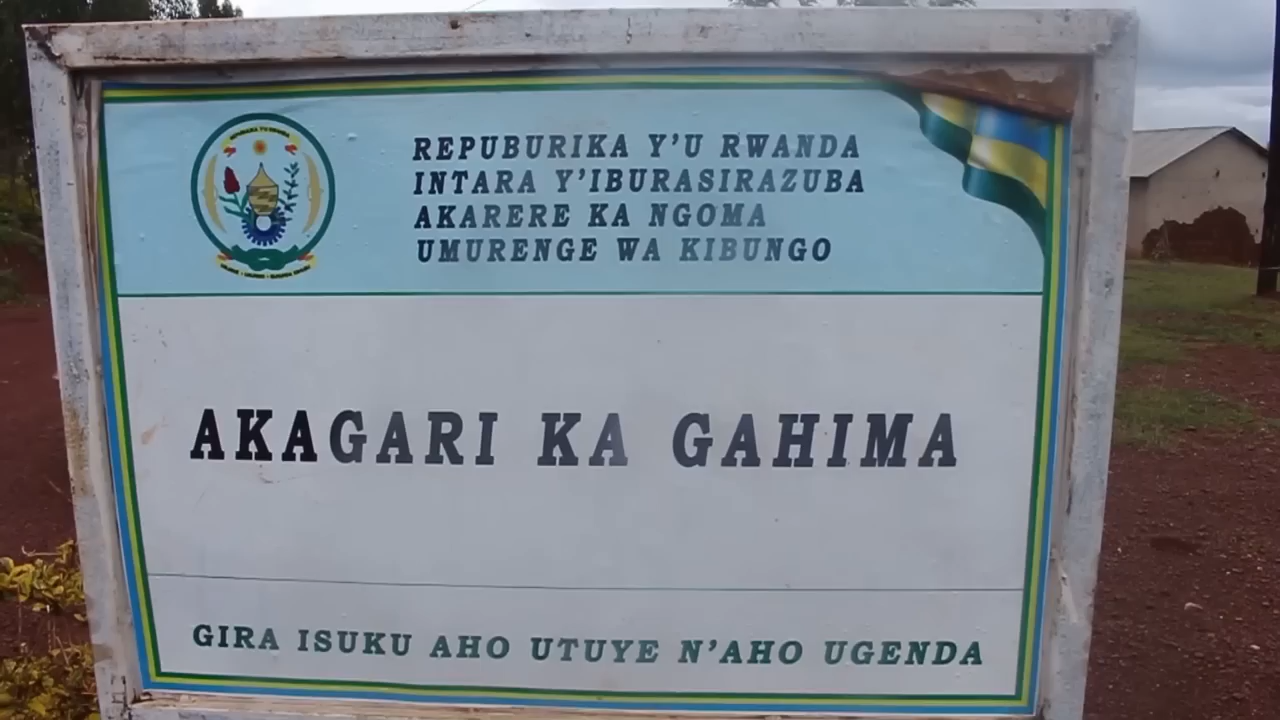 REPUBURIKA Y'U RWANDA
INTARA Y'IBURASIRAZUBA
AKARERE KA NGOMA
UMURENGE WA KIBUNGO
AKAGARI KA GAHIMA
GIRA ISUKU AHO UTUYE N'AHO UGENDA